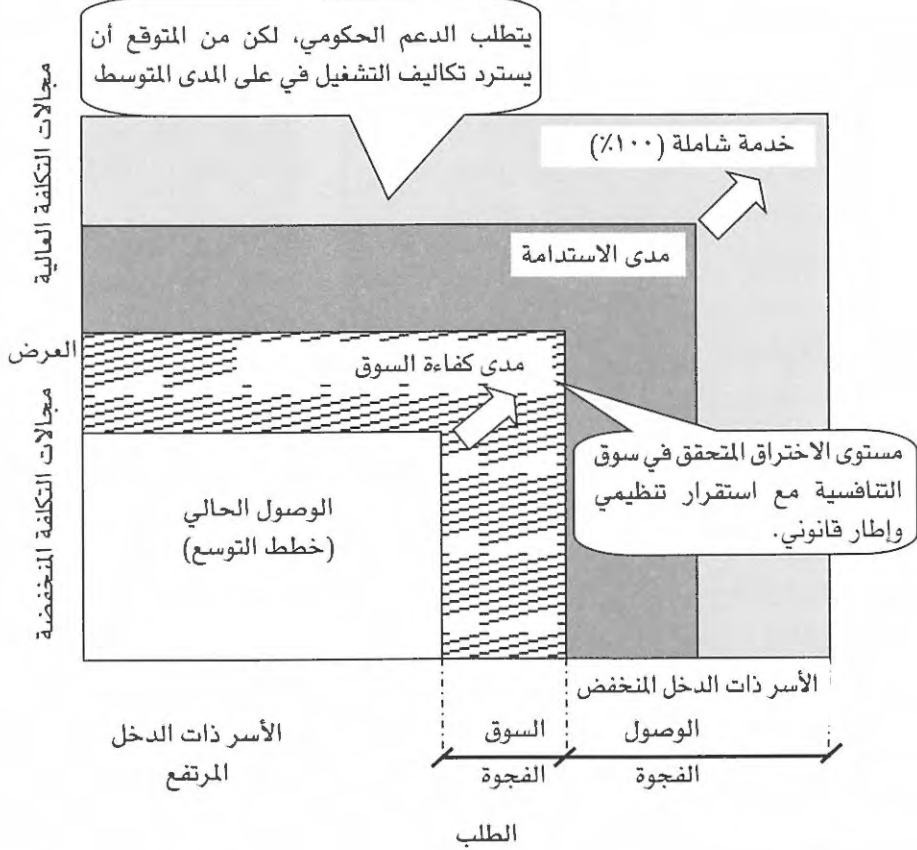 يتطلب الدعم الحكومي، لكن من المتوقع أن
يسترد تكاليف التشغيل في على المدى المتوسط
مجالات التكلفة العالية
خدمة شاملة (١٠٠٪)
مدى الاستدامة
العرض
مدى كفاءة السوق
مجالات التكلفة المنخفضة
مستوى الاختراق المتحقق في سوق
التنافسية مع استقرار تنظيمي
وإطار قانوني.
الوصول الحالي
(خطط التوسع)
الأسر ذات الدخل المنخفض
الأسر ذات الدخل
المرتفع
السوق
الفجوة
الوصول
الفجوة
الطلب